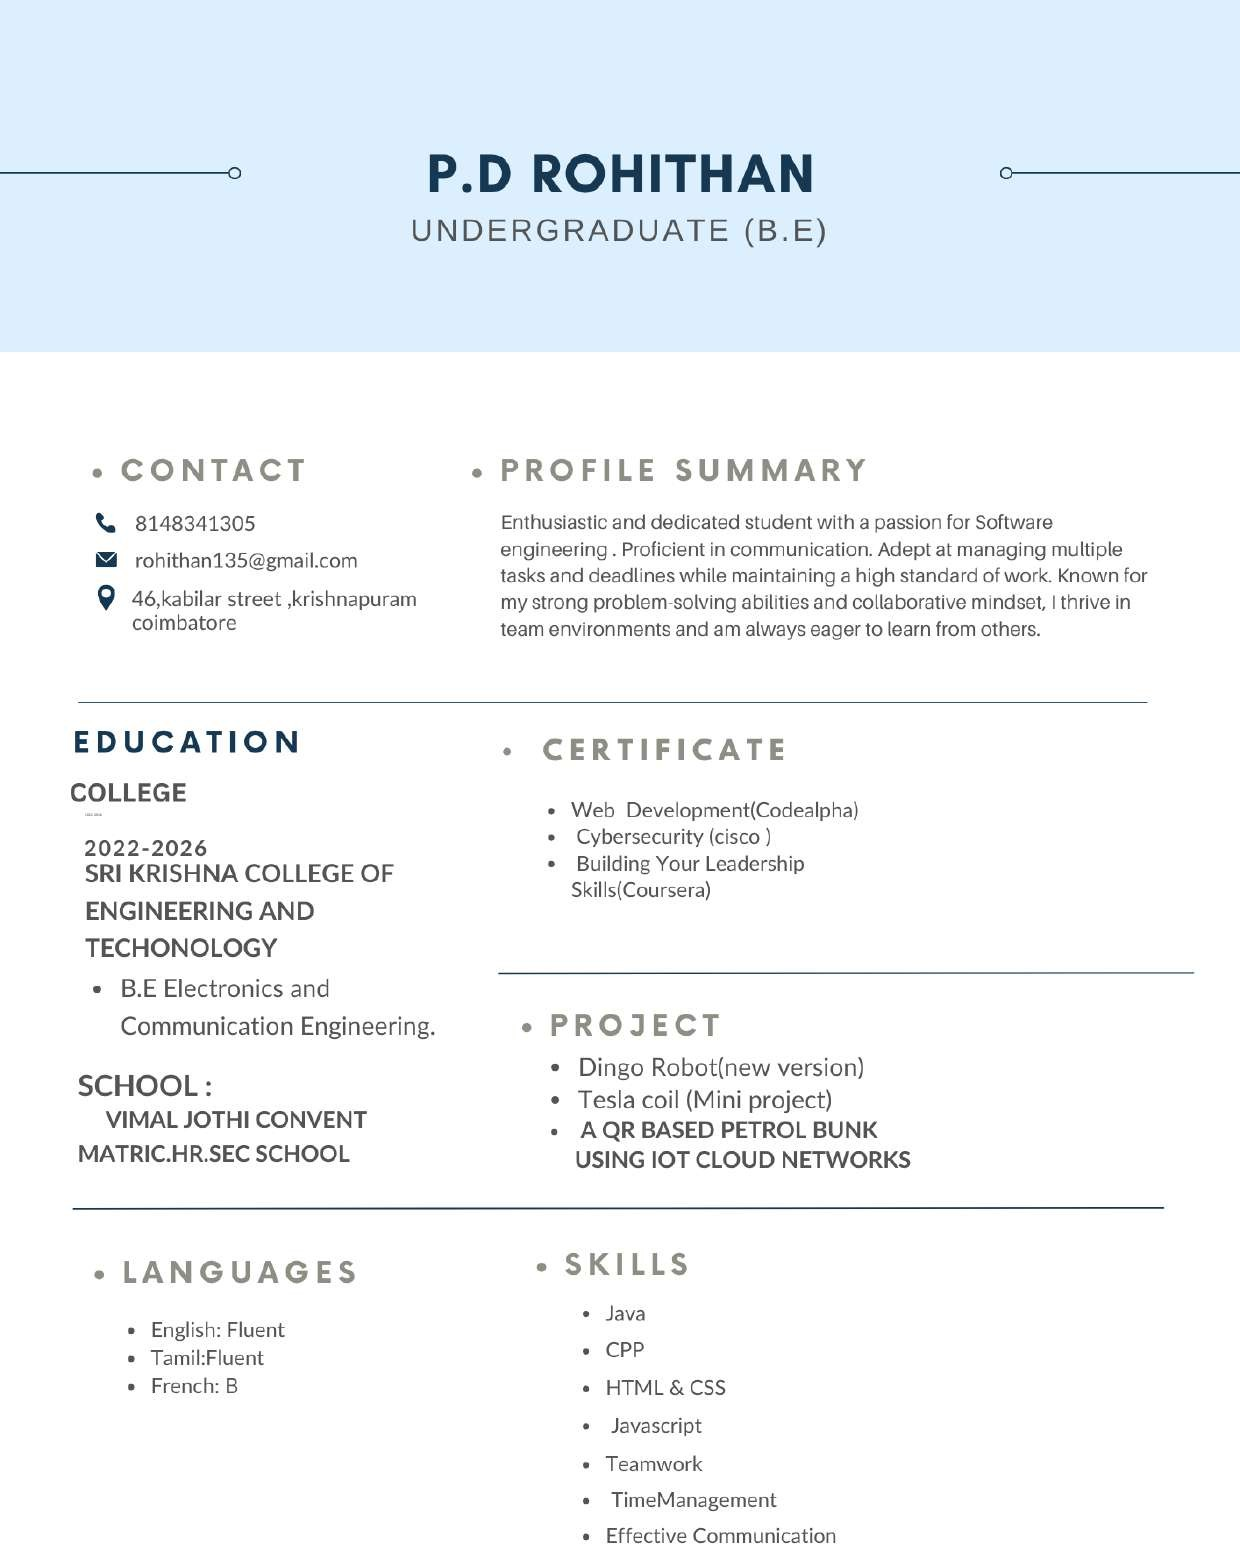 P.D ROHITHAN
UNDERGRADUATE (B.E)
CONTACT
8148341305
rohithan135@gmail.com
46,kabilar street ,krishnapuram
coimbatore
PROFILE SUMMARY
Enthusiastic and dedicated student with a passion for Software
engineering . Proficient in communication. Adept at managing multiple
tasks and deadlines while maintaining a high standard of work. Known for
my strong problem-solving abilities and collaborative mindset, I thrive in
team environments and am always eager to learn from others.
EDUCATION
COLLEGE
2022-2026
SRI KRISHNA COLLEGE OF
ENGINEERING AND
TECHONOLOGY
• B.E Electronics and
Communication Engineering.
SCHOOL :
VIMAL JOTHI CONVENT
MATRIC.HR.SEC SCHOOL
CERTIFICATE
• Web Development(Codealpha)
• Cybersecurity (cisco )
• Building Your Leadership
Skills(Coursera)
PROJECT
• Dingo Robot(new version)
• Tesla coil (Mini project)
• A QR BASED PETROL BUNK
USING IOT CLOUD NETWORKS
LANGUAGES
• English: Fluent
• Tamil:Fluent
• French: B
SKILLS
• Java
• CPP
• HTML & CSS
• Javascript
• Teamwork
• TimeManagement
• Effective Communication